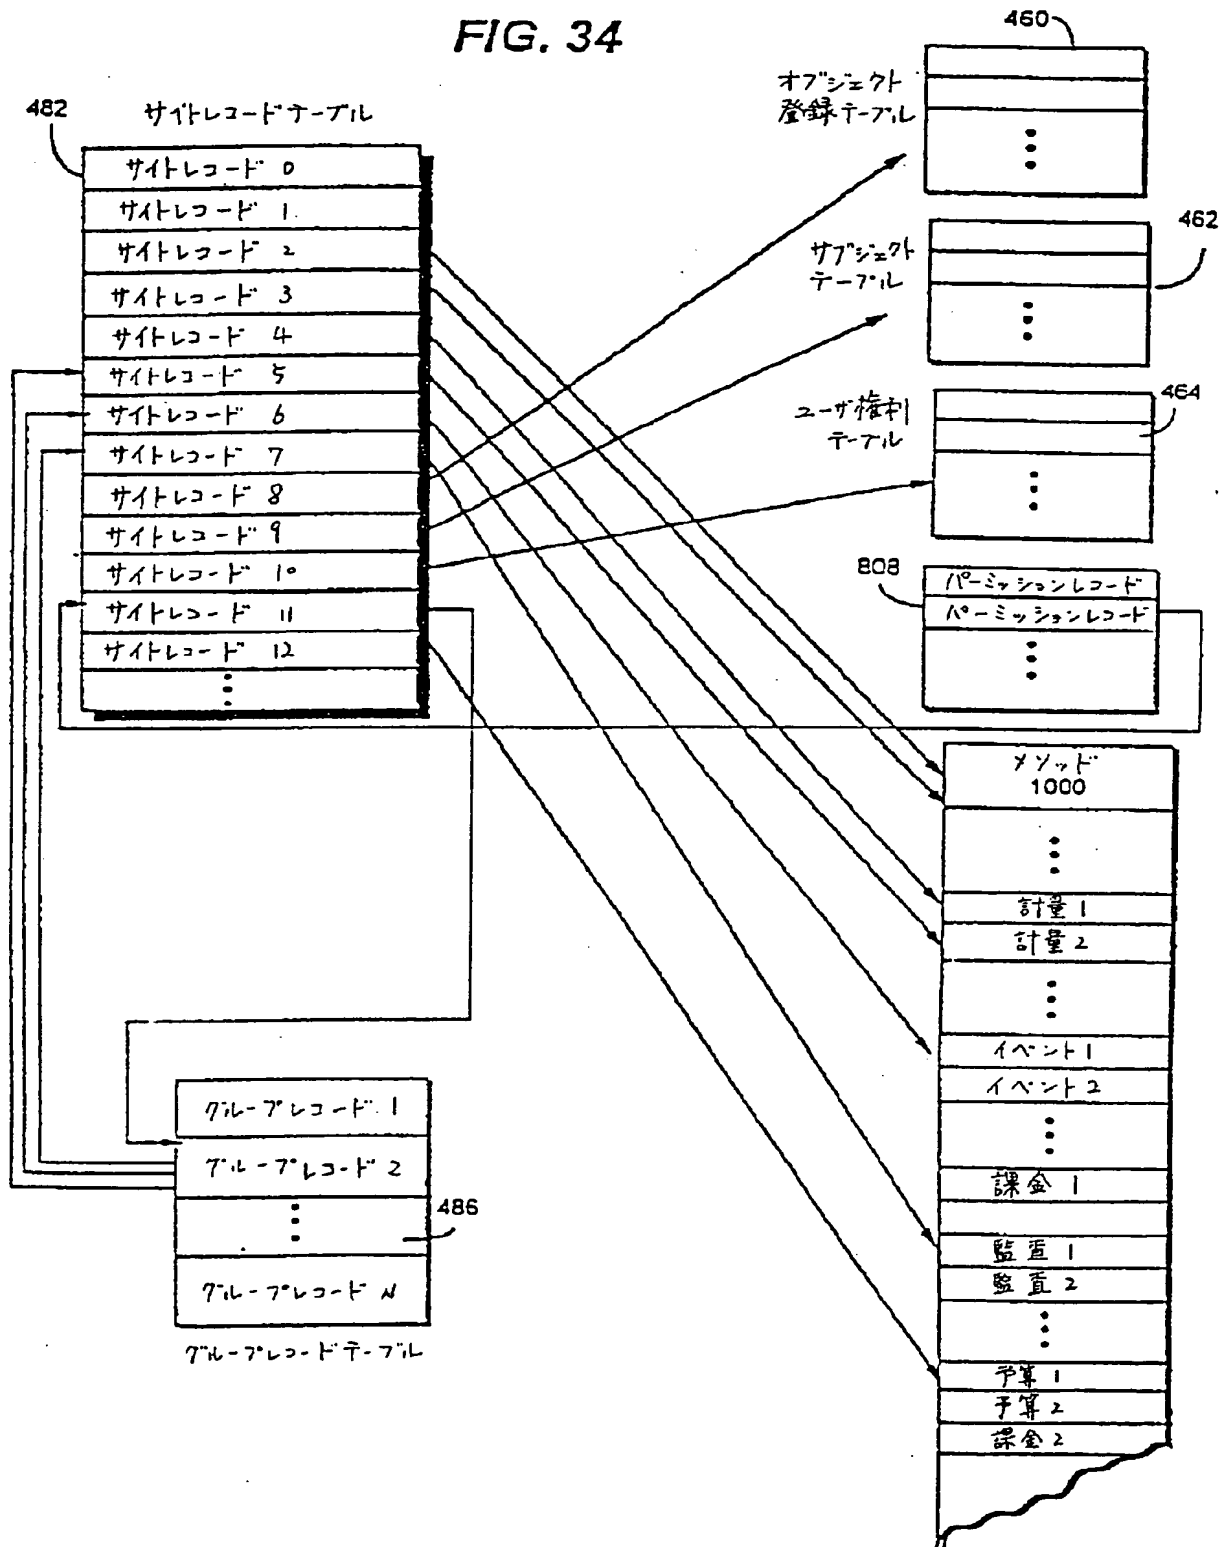 FIG. 34
482
サイトレコードテーブル
サイトレコード 0
サイトレコード 1
サイトレコード 2
サイトレコード 3
サイトレコード 4
サイトレコード 5
サイトレコード 6
サイトレコード 7
サイトレコード 8
サイトレコード 9
サイトレコード 10
サイトレコード 11
サイトレコード 12
460
オブジェクト
登録テーブル
サブジェクト
テーブル
462
ユーザ権利
テーブル
464
808
パーミッションレコード
パーミッションレコード
メソッド
1000
計量 1
計量 2
イベント 1
イベント 2
課金 1
監査 1
監査 2
予算 1
予算 2
課金 2
グループレコード 1
グループレコード 2
486
グループレコード N
グループレコードテーブル